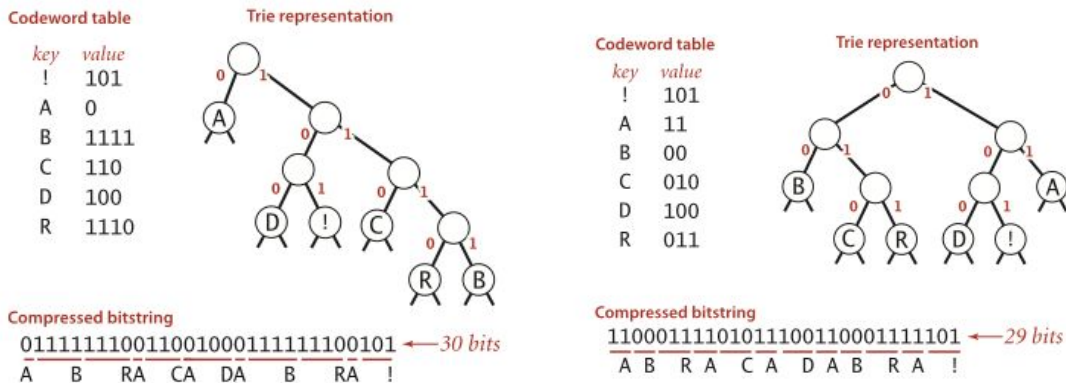 Codeword table
key value
! 101
A 0
B 1111
C 110
D 100
R 1110
Trie representation
0 1
A
0 1
0 1
0 1
D ! C
0 1
R B
Compressed bitstring
011111110011001000111111100101 30 bits
A B RA CA DA B RA !
Codeword table
key value
! 101
A 11
B 00
C 010
D 100
R 011
Trie representation
0 1
0 1 0 1
B A
0 1 0 1
C R D !
Compressed bitstring
11000111101011100110001111101 29 bits
A B R A C A D A B R A !